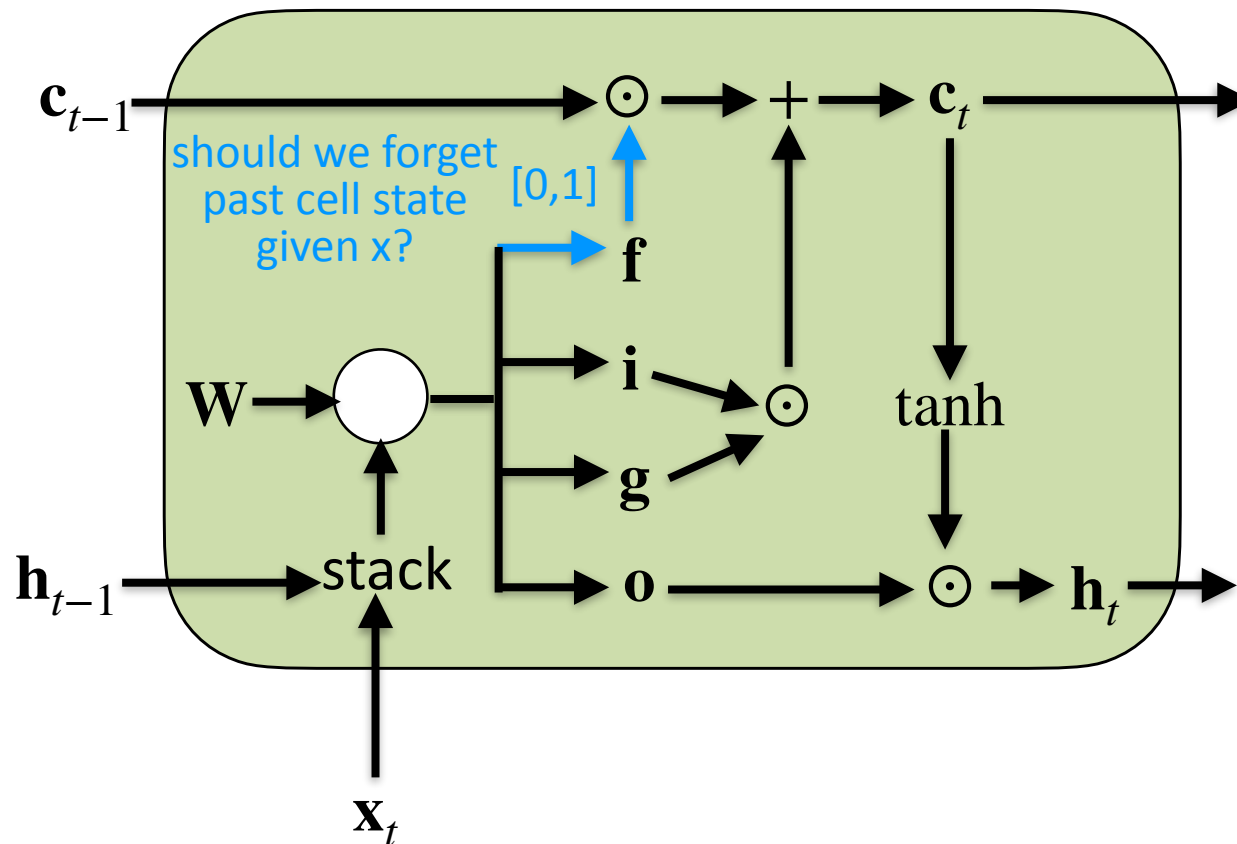 c_{t−1} ⊙ + c_t
should we forget
past cell state
given x?
[0,1]
f
i
W ⊙ tanh
g
h_{t−1} stack o ⊙ h_t
x_t